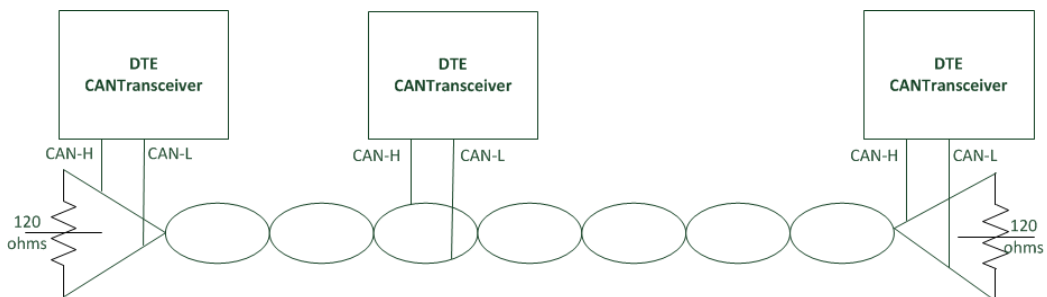 DTE
CANTransceiver
DTE
CANTransceiver
DTE
CANTransceiver
CAN-H
CAN-L
CAN-H
CAN-L
CAN-H
CAN-L
120
ohms
120
ohms